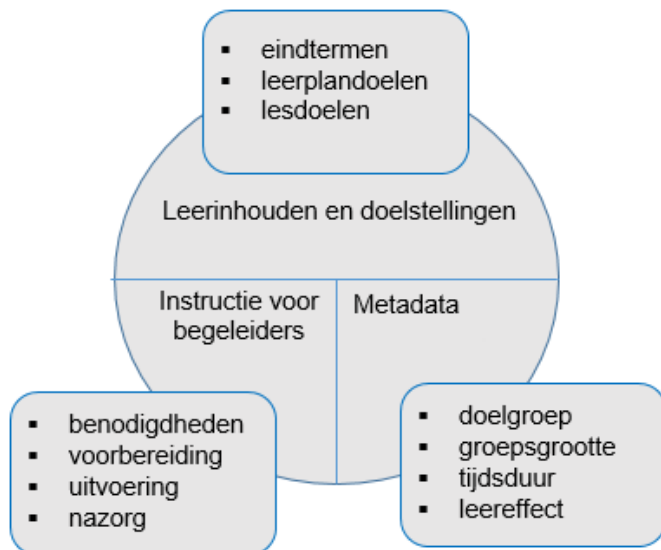 ▪ eindtermen
▪ leerplandoelen
▪ lesdoelen
Leerinhouden en doelstellingen
Instructie voor
begeleiders
Metadata
▪ benodigdheden
▪ voorbereiding
▪ uitvoering
▪ nazorg
▪ doelgroep
▪ groepsgrootte
▪ tijdsduur
▪ leereffect